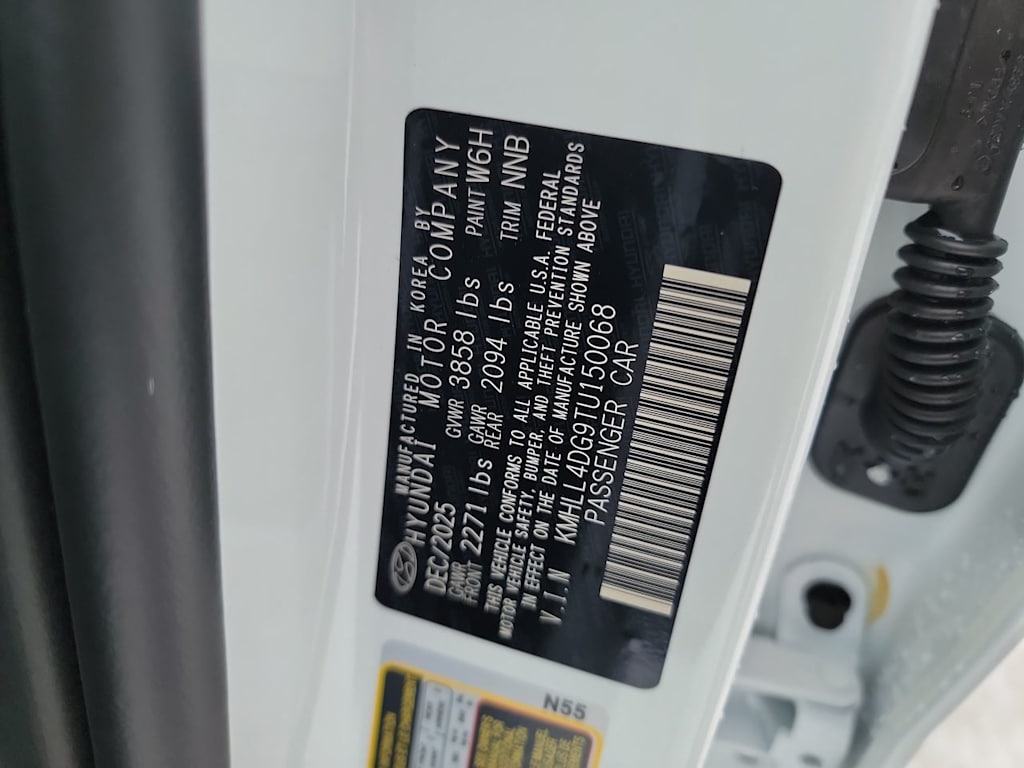 MANUFACTURED IN KOREA BY
HYUNDAI MOTOR COMPANY
DEC/2025 GVWR 3858 lbs PAINT W6H
GAWR FRONT 2271 lbs GAWR REAR 2094 lbs TRIM NNB
THIS VEHICLE CONFORMS TO ALL APPLICABLE U.S.A. FEDERAL
MOTOR VEHICLE SAFETY, BUMPER, AND THEFT PREVENTION STANDARDS
IN EFFECT ON THE DATE OF MANUFACTURE SHOWN ABOVE
V.I.N KMHLL4DG9TU150068
PASSENGER CAR
N55